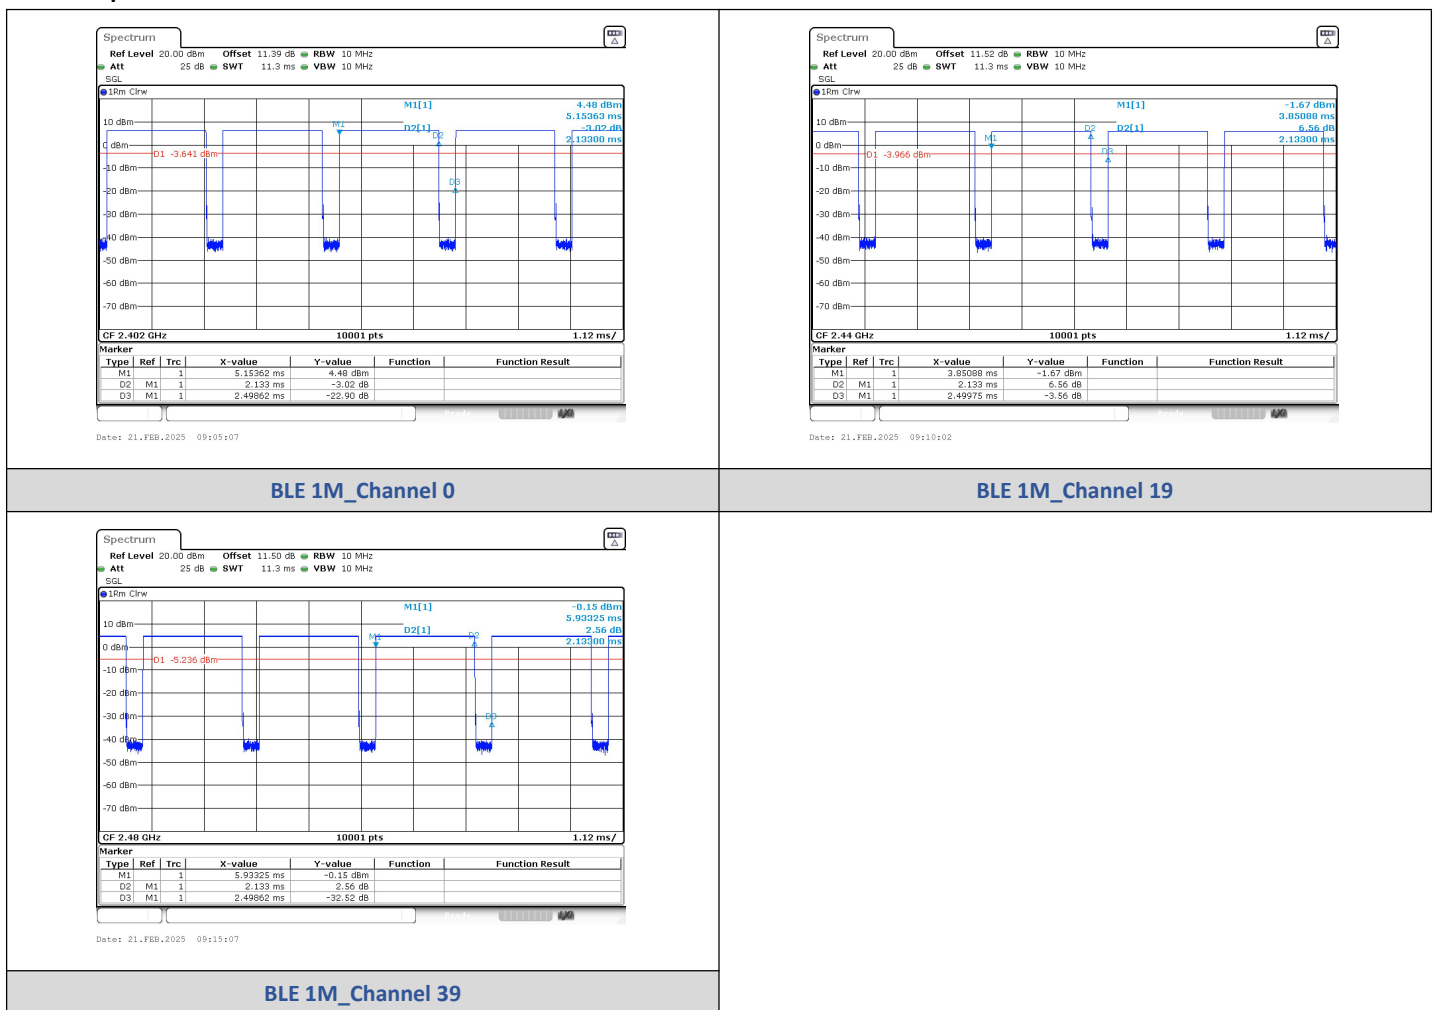 Spectrum
Ref Level 20.00 dBm Offset 11.39 dB RBW 10 MHz
Att 25 dB SWT 11.3 ms VBW 10 MHz
SGL
1Rm Clrw
M1[1] 4.48 dBm
5.15363 ms
D2[1] -3.02 dB
2.13300 ms
M1
D2
D3
10 dBm
0 dBm
D1 -3.641 dBm
-10 dBm
-20 dBm
-30 dBm
-40 dBm
-50 dBm
-60 dBm
-70 dBm
CF 2.402 GHz 10001 pts 1.12 ms/
Marker
Type Ref Trc X-value Y-value Function Function Result
M1 1 5.15362 ms 4.48 dBm
D2 M1 1 2.133 ms -3.02 dB
D3 M1 1 2.49862 ms -22.90 dB
Date: 21.FEB.2025 09:05:07
BLE 1M_Channel 0
Spectrum
Ref Level 20.00 dBm Offset 11.52 dB RBW 10 MHz
Att 25 dB SWT 11.3 ms VBW 10 MHz
SGL
1Rm Clrw
M1[1] -1.67 dBm
3.85088 ms
D2[1] 6.56 dB
2.13300 ms
M1
D2
D3
10 dBm
0 dBm
D1 -3.966 dBm
-10 dBm
-20 dBm
-30 dBm
-40 dBm
-50 dBm
-60 dBm
-70 dBm
CF 2.44 GHz 10001 pts 1.12 ms/
Marker
Type Ref Trc X-value Y-value Function Function Result
M1 1 3.85088 ms -1.67 dBm
D2 M1 1 2.133 ms 6.56 dB
D3 M1 1 2.49975 ms -3.56 dB
Date: 21.FEB.2025 09:10:02
BLE 1M_Channel 19
Spectrum
Ref Level 20.00 dBm Offset 11.50 dB RBW 10 MHz
Att 25 dB SWT 11.3 ms VBW 10 MHz
SGL
1Rm Clrw
M1[1] -0.15 dBm
5.93325 ms
D2[1] 2.56 dB
2.13300 ms
M1
D2
D3
10 dBm
0 dBm
D1 -5.236 dBm
-10 dBm
-20 dBm
-30 dBm
-40 dBm
-50 dBm
-60 dBm
-70 dBm
CF 2.48 GHz 10001 pts 1.12 ms/
Marker
Type Ref Trc X-value Y-value Function Function Result
M1 1 5.93325 ms -0.15 dBm
D2 M1 1 2.133 ms 2.56 dB
D3 M1 1 2.49862 ms -32.52 dB
Date: 21.FEB.2025 09:15:07
BLE 1M_Channel 39